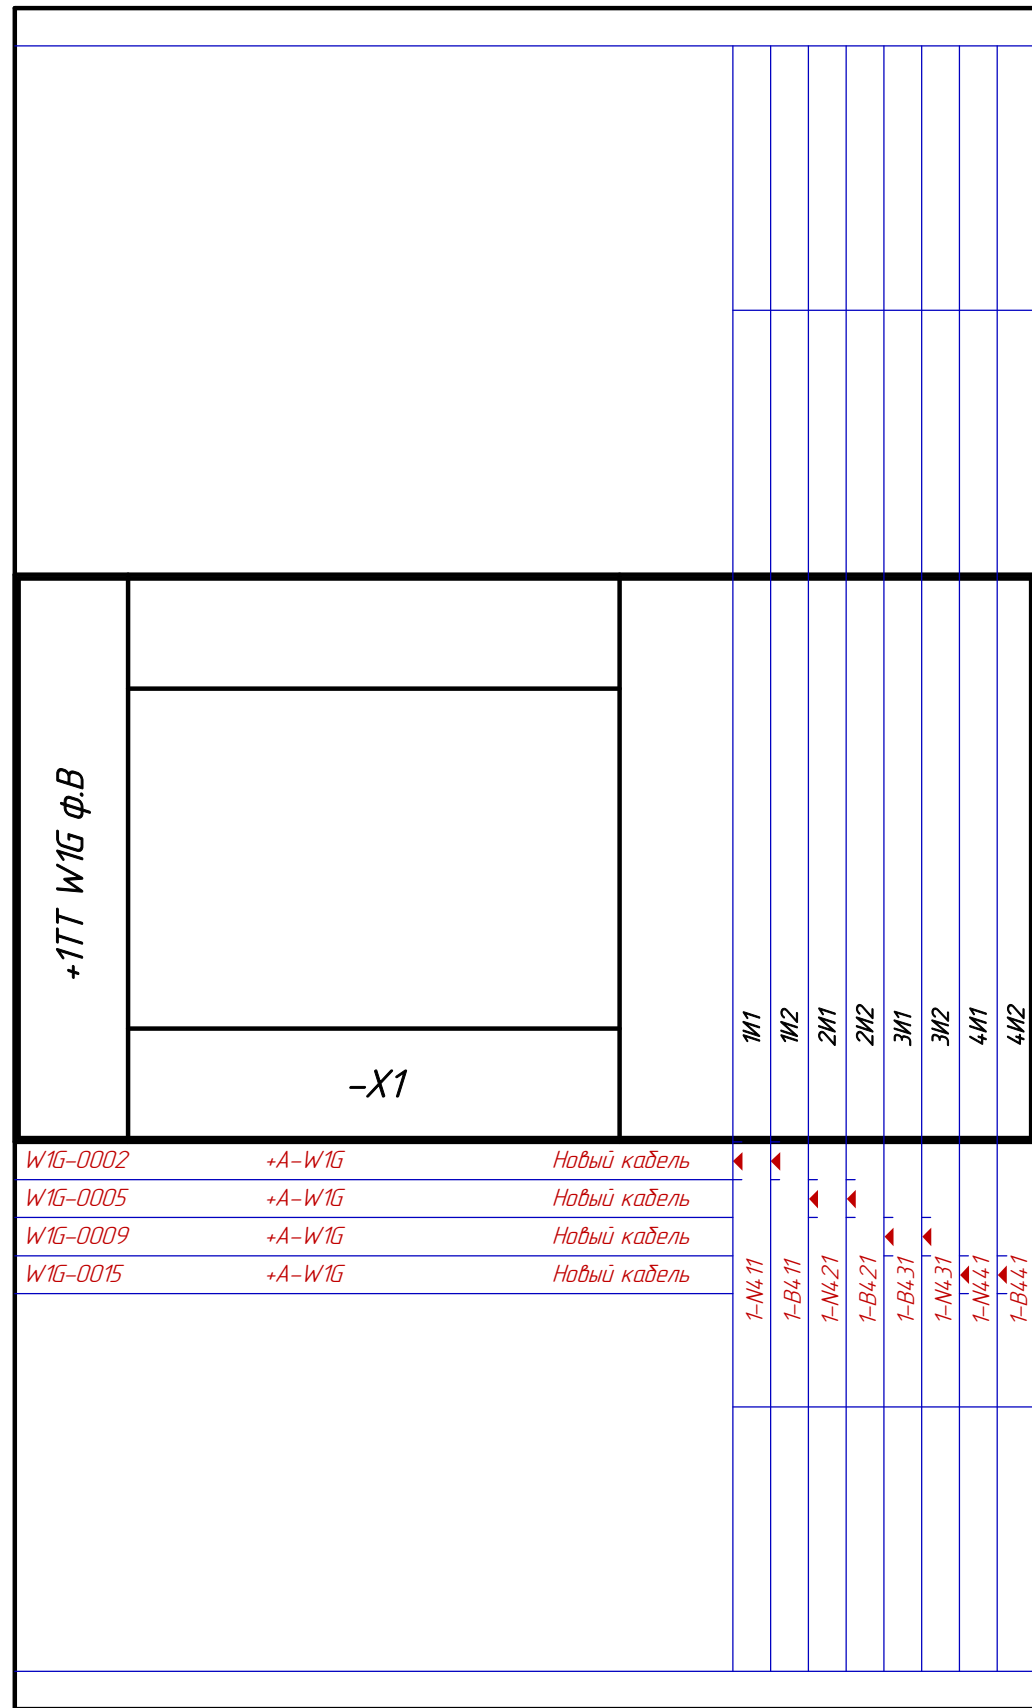 +1ТТ W1G ф.В
-X1
1И1
1И2
2И1
2И2
3И1
3И2
4И1
4И2
W1G-0002 +A-W1G Новый кабель
W1G-0005 +A-W1G Новый кабель
W1G-0009 +A-W1G Новый кабель
W1G-0015 +A-W1G Новый кабель
1-N411
1-B411
1-N421
1-B421
1-B431
1-N431
1-N441
1-B441